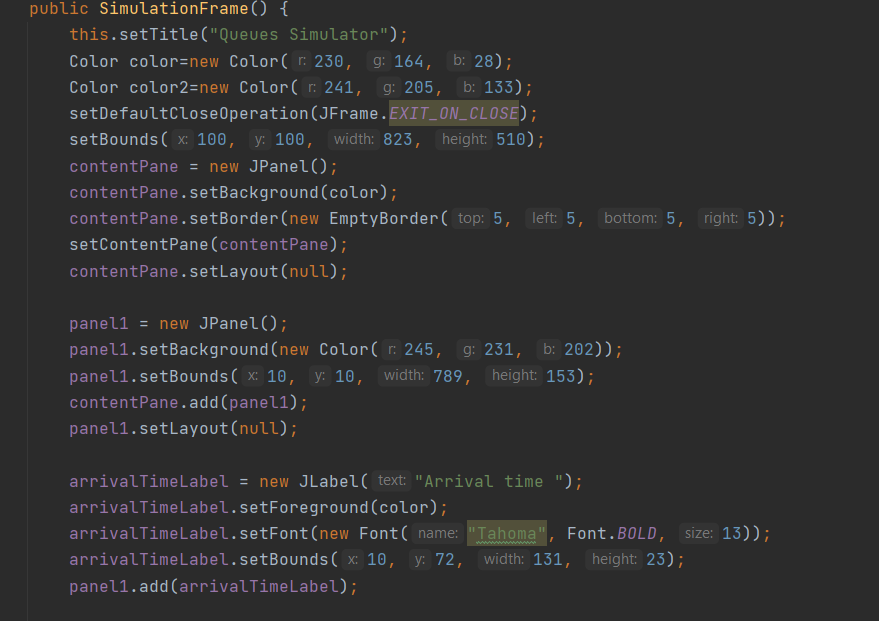 public SimulationFrame() {
this.setTitle("Queues Simulator");
Color color=new Color( r: 230, g: 164, b: 28);
Color color2=new Color( r: 241, g: 205, b: 133);
setDefaultCloseOperation(JFrame.EXIT_ON_CLOSE);
setBounds( x: 100, y: 100, width: 823, height: 510);
contentPane = new JPanel();
contentPane.setBackground(color);
contentPane.setBorder(new EmptyBorder( top: 5, left: 5, bottom: 5, right: 5));
setContentPane(contentPane);
contentPane.setLayout(null);
panel1 = new JPanel();
panel1.setBackground(new Color( r: 245, g: 231, b: 202));
panel1.setBounds( x: 10, y: 10, width: 789, height: 153);
contentPane.add(panel1);
panel1.setLayout(null);
arrivalTimeLabel = new JLabel( text: "Arrival time ");
arrivalTimeLabel.setForeground(color);
arrivalTimeLabel.setFont(new Font( name: "Tahoma", Font.BOLD, size: 13));
arrivalTimeLabel.setBounds( x: 10, y: 72, width: 131, height: 23);
panel1.add(arrivalTimeLabel);